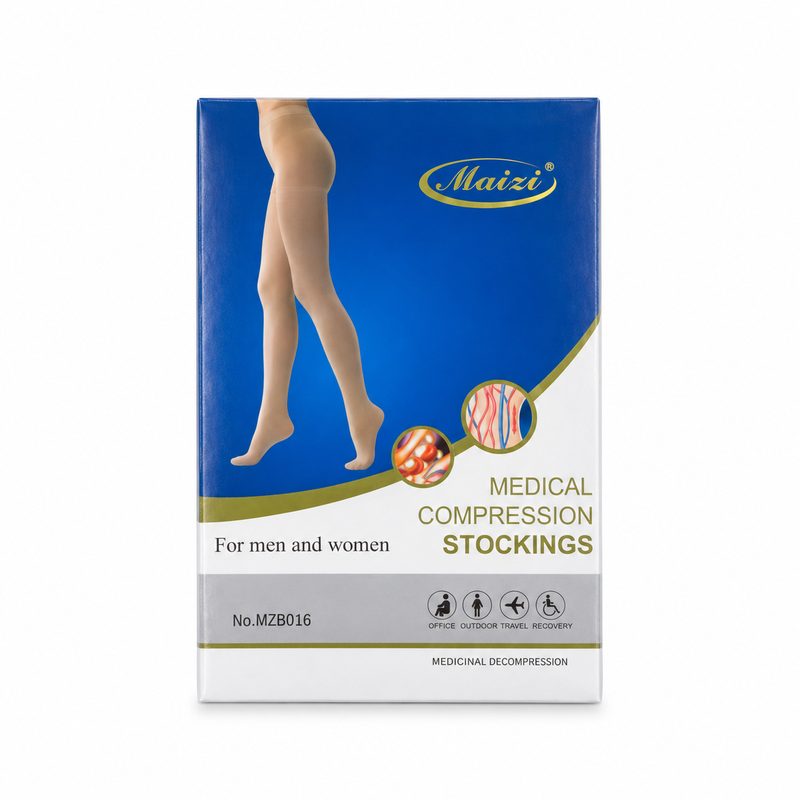 Maizi®
MEDICAL
COMPRESSION
STOCKINGS
For men and women
No.MZB016
OFFICE OUTDOOR TRAVEL RECOVERY
MEDICINAL DECOMPRESSION